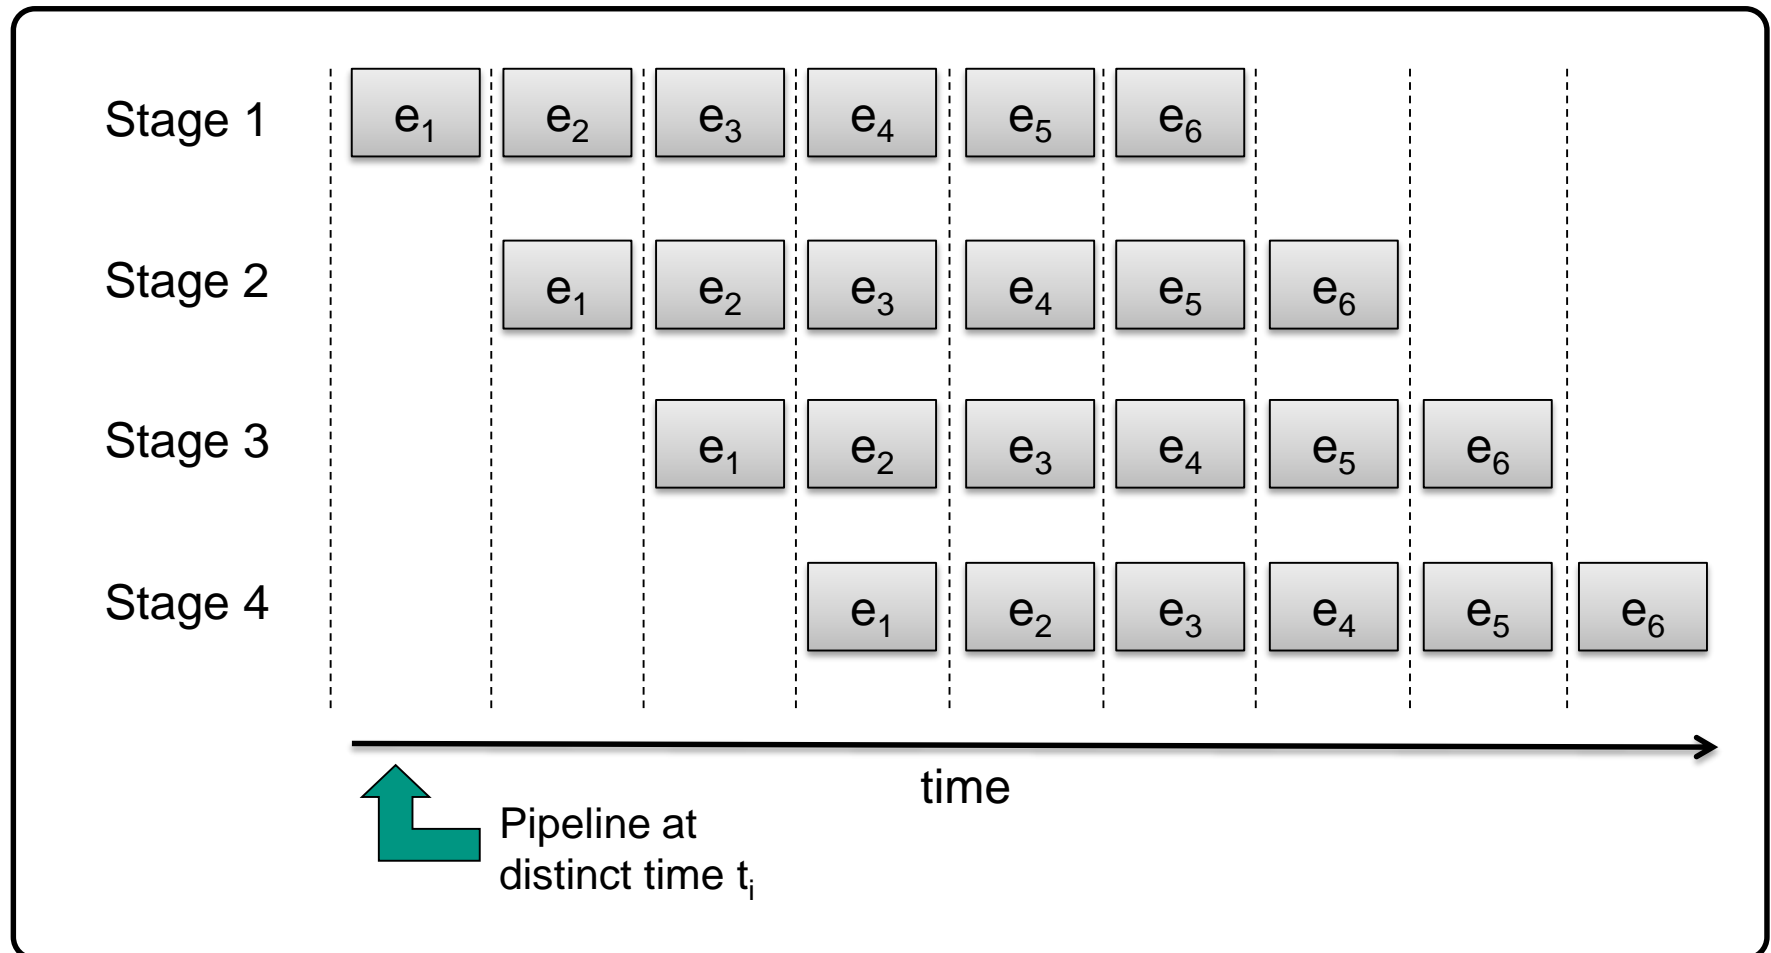 Stage 1 e₁ e₂ e₃ e₄ e₅ e₆
Stage 2 e₁ e₂ e₃ e₄ e₅ e₆
Stage 3 e₁ e₂ e₃ e₄ e₅ e₆
Stage 4 e₁ e₂ e₃ e₄ e₅ e₆
time
Pipeline at
distinct time tᵢ